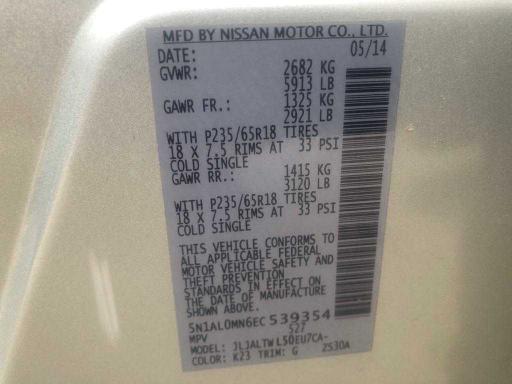 MFD BY NISSAN MOTOR CO., LTD.
DATE: 05/14
GVWR: 2682 KG
5913 LB
GAWR FR.: 1325 KG
2921 LB
WITH P235/65R18 TIRES
18 X 7.5 RIMS AT 33 PSI
COLD SINGLE
GAWR RR.: 1415 KG
3120 LB
WITH P235/65R18 TIRES
18 X 7.5 RIMS AT 33 PSI
COLD SINGLE
THIS VEHICLE CONFORMS TO
ALL APPLICABLE FEDERAL
MOTOR VEHICLE SAFETY AND
THEFT PREVENTION
STANDARDS IN EFFECT ON
THE DATE OF MANUFACTURE
SHOWN ABOVE.
5N1AL0MN6EC539354
MPV 527
MODEL: JLJALTWL50EU7CA-
COLOR: K23 TRIM: G 2S30A